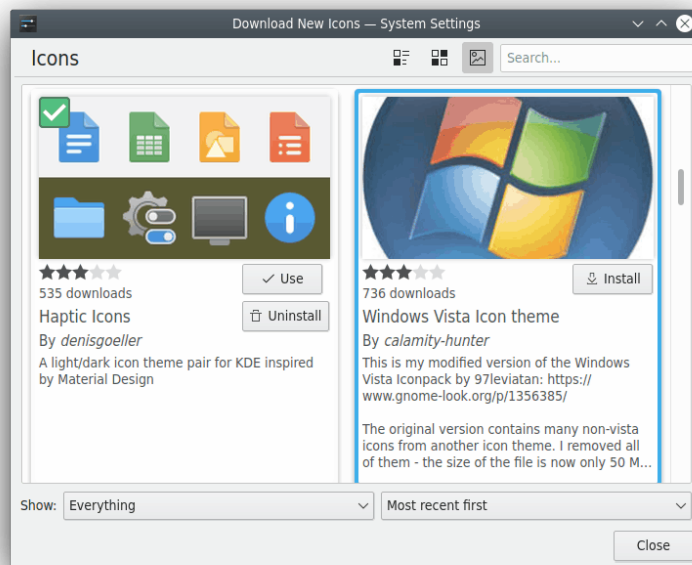 Download New Icons — System Settings
Icons
Search...
535 downloads
Use
Haptic Icons
Uninstall
By denisgoeller
A light/dark icon theme pair for KDE inspired
by Material Design
736 downloads
Install
Windows Vista Icon theme
By calamity-hunter
This is my modified version of the Windows
Vista Iconpack by 97leviatan: https://
www.gnome-look.org/p/1356385/
The original version contains many non-vista
icons from another icon theme. I removed all
of them - the size of the file is now only 50 M...
Show:
Everything
Most recent first
Close